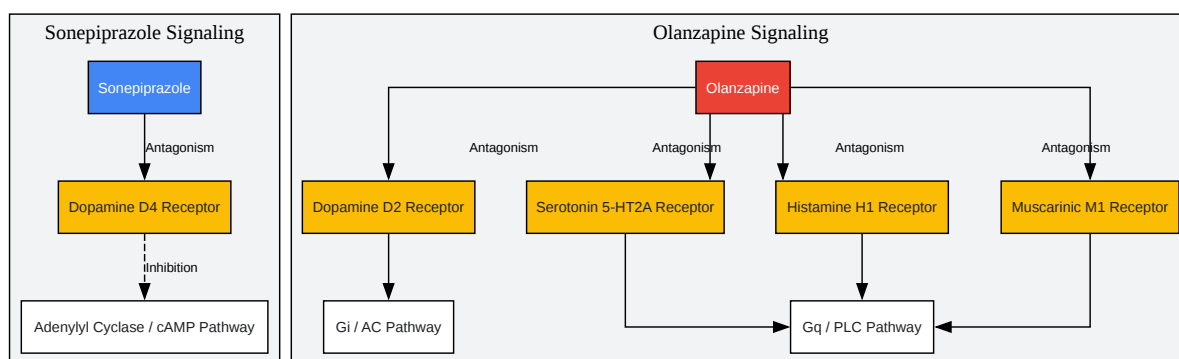 Sonepiprazole Signaling
Olanzapine Signaling
Sonepiprazole
Olanzapine
Antagonism
Antagonism
Antagonism
Antagonism
Antagonism
Dopamine D4 Receptor
Dopamine D2 Receptor
Serotonin 5-HT2A Receptor
Histamine H1 Receptor
Muscarinic M1 Receptor
Inhibition
Adenylyl Cyclase / cAMP Pathway
Gi / AC Pathway
Gq / PLC Pathway